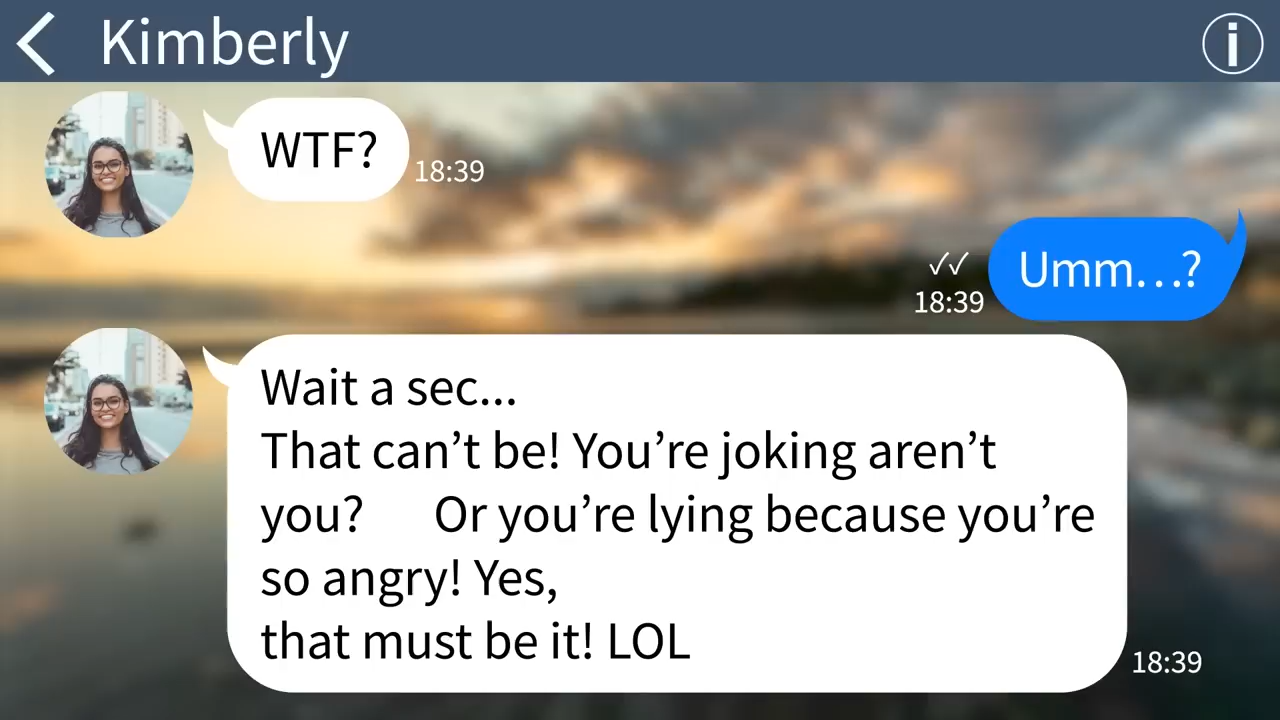 Kimberly
WTF?
18:39
Umm...?
✓✓
18:39
Wait a sec...
That can’t be! You’re joking aren’t
you? Or you’re lying because you’re
so angry! Yes,
that must be it! LOL
18:39